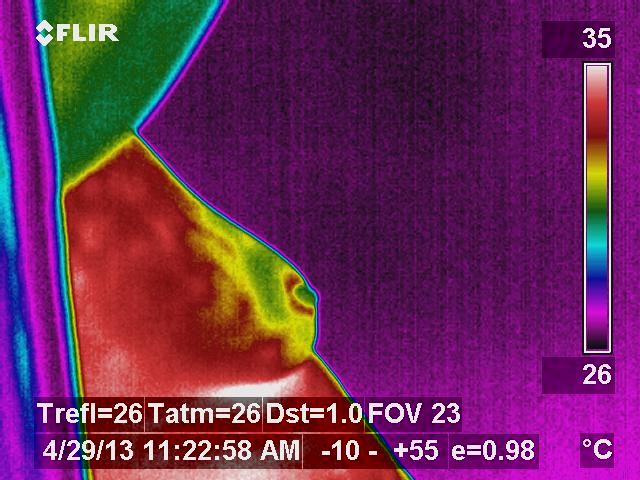 FLIR
35
26
Trefl=26 Tatm=26 Dst=1.0 FOV 23
4/29/13 11:22:58 AM -10 - +55 e=0.98 °C